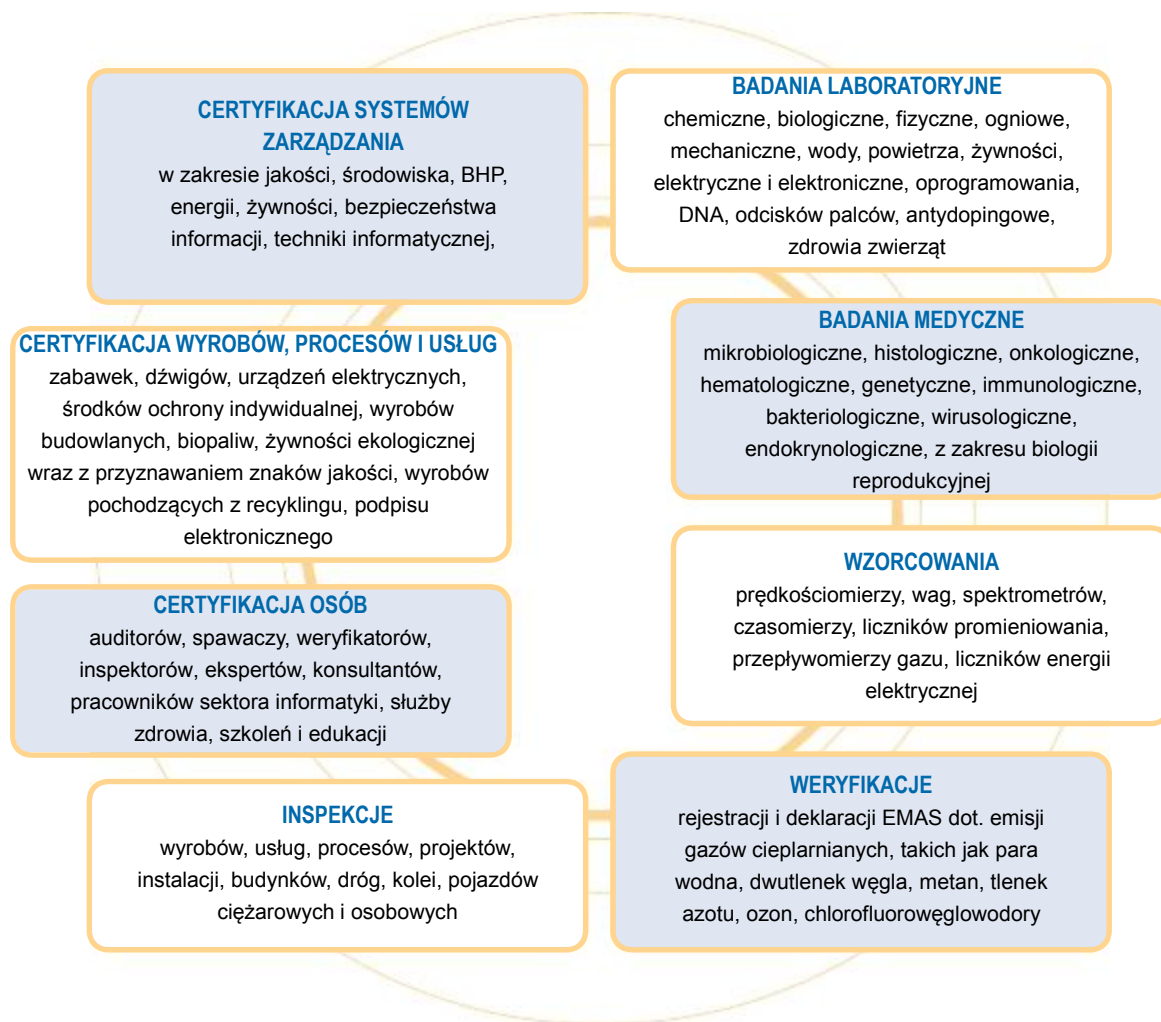 CERTYFIKACJA SYSTEMÓW
ZARZĄDZANIA
w zakresie jakości, środowiska, BHP,
energii, żywności, bezpieczeństwa
informacji, techniki informatycznej,
BADANIA LABORATORYJNE
chemiczne, biologiczne, fizyczne, ogniowe,
mechaniczne, wody, powietrza, żywności,
elektryczne i elektroniczne, oprogramowania,
DNA, odcisków palców, antydopingowe,
zdrowia zwierząt
CERTYFIKACJA WYROBÓW, PROCESÓW I USŁUG
zabawek, dźwigów, urządzeń elektrycznych,
środków ochrony indywidualnej, wyrobów
budowlanych, biopaliw, żywności ekologicznej
wraz z przyznawaniem znaków jakości, wyrobów
pochodzących z recyklingu, podpisu
elektronicznego
BADANIA MEDYCZNE
mikrobiologiczne, histologiczne, onkologiczne,
hematologiczne, genetyczne, immunologiczne,
bakteriologiczne, wirusologiczne,
endokrynologiczne, z zakresu biologii
reprodukcyjnej
CERTYFIKACJA OSÓB
auditorów, spawaczy, weryfikatorów,
inspektorów, ekspertów, konsultantów,
pracowników sektora informatyki, służby
zdrowia, szkoleń i edukacji
WZORCOWANIA
prędkościomierzy, wag, spektrometrów,
czasomierzy, liczników promieniowania,
przepływomierzy gazu, liczników energii
elektrycznej
INSPEKCJE
wyrobów, usług, procesów, projektów,
instalacji, budynków, dróg, kolei, pojazdów
ciężarowych i osobowych
WERYFIKACJE
rejestracji i deklaracji EMAS dot. emisji
gazów cieplarnianych, takich jak para
wodna, dwutlenek węgla, metan, tlenek
azotu, ozon, chlorofluorowęglowodory